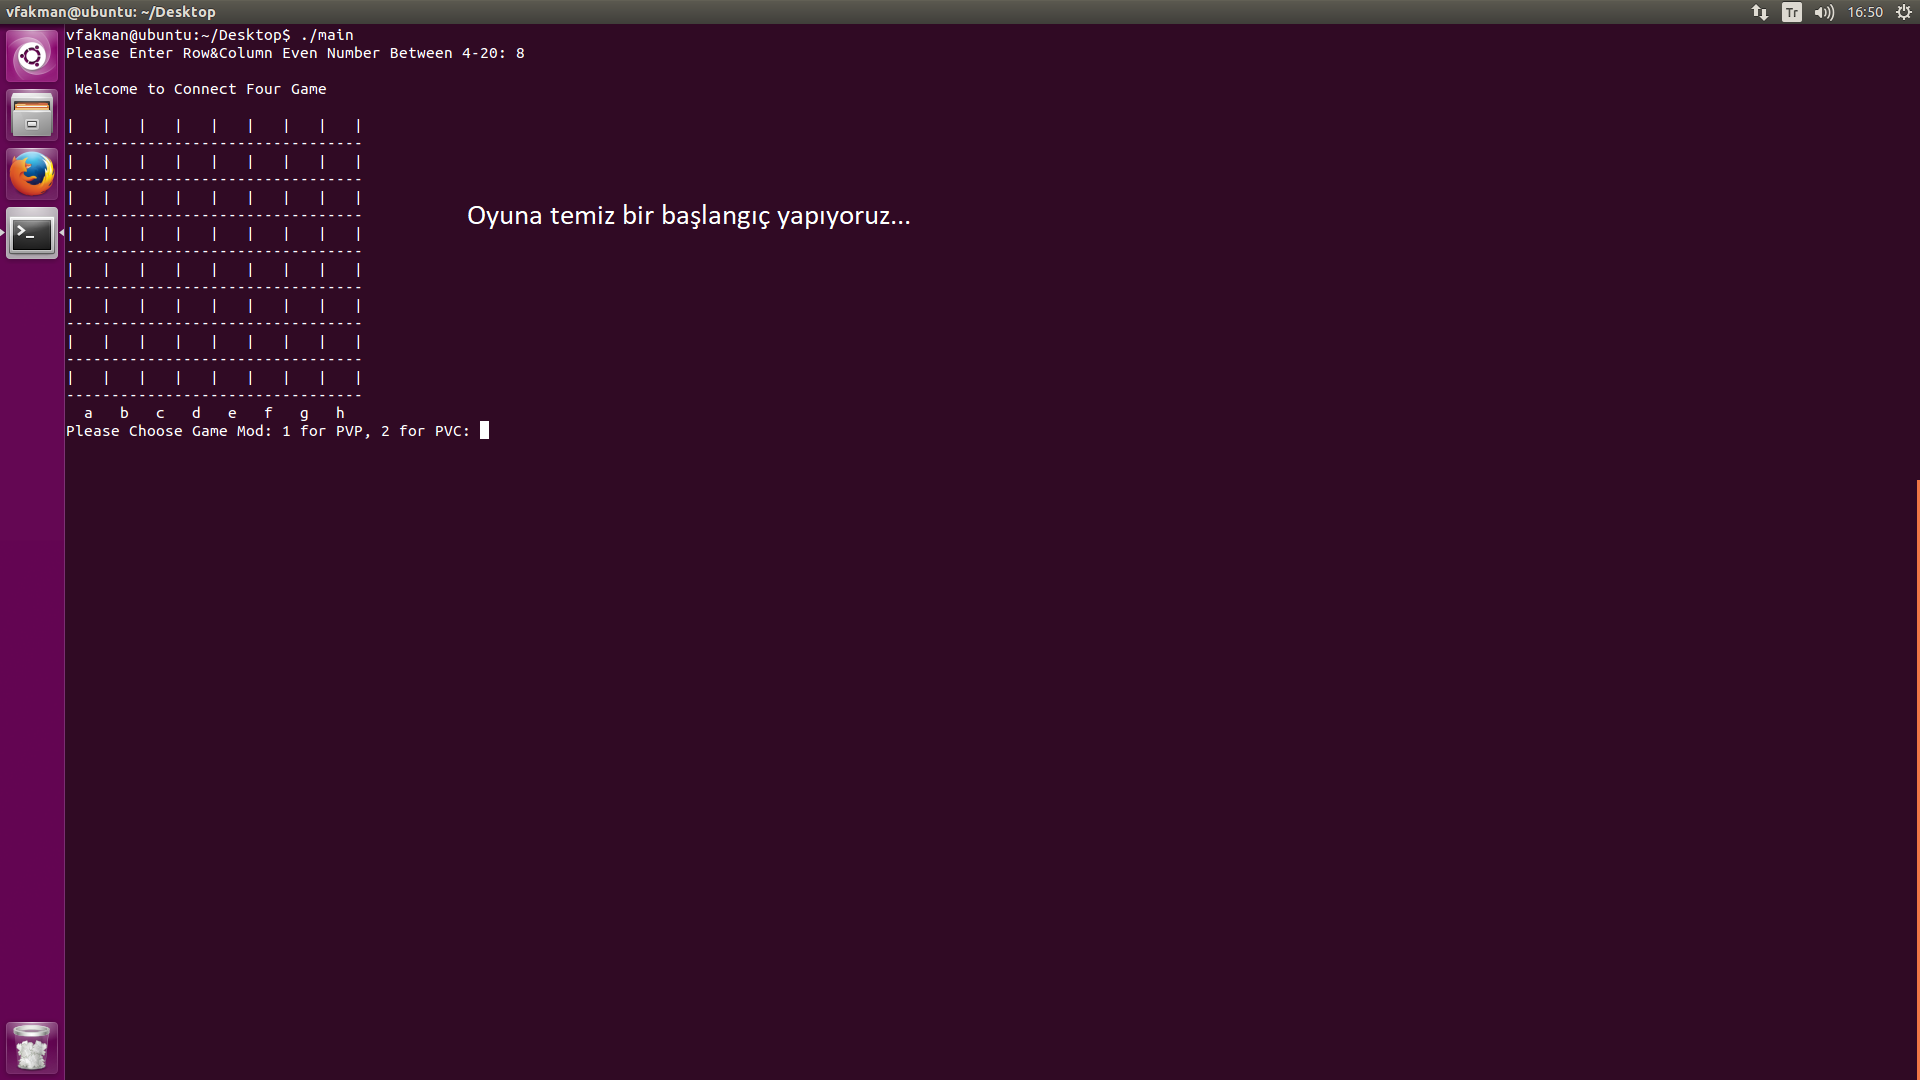 vfakman@ubuntu: ~/Desktop
Tr
16:50
vfakman@ubuntu:~/Desktop$ ./main
Please Enter Row&Column Even Number Between 4-20: 8
Welcome to Connect Four Game
|   |   |   |   |   |   |   |   |
---------------------------------
|   |   |   |   |   |   |   |   |
---------------------------------
|   |   |   |   |   |   |   |   |
---------------------------------
|   |   |   |   |   |   |   |   |
---------------------------------
|   |   |   |   |   |   |   |   |
---------------------------------
|   |   |   |   |   |   |   |   |
---------------------------------
|   |   |   |   |   |   |   |   |
---------------------------------
|   |   |   |   |   |   |   |   |
---------------------------------
a b c d e f g h
Please Choose Game Mod: 1 for PVP, 2 for PVC:
Oyuna temiz bir başlangıç yapıyoruz...